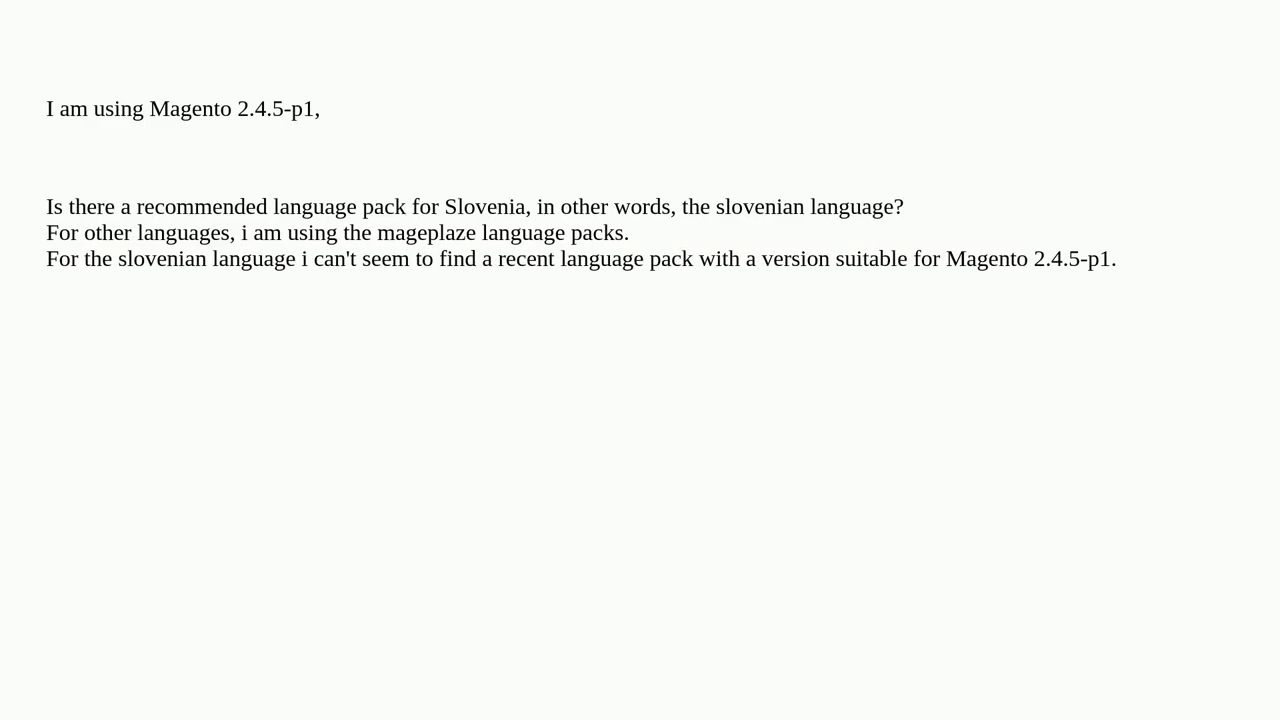 I am using Magento 2.4.5-p1,
Is there a recommended language pack for Slovenia, in other words, the slovenian language?
For other languages, i am using the mageplaze language packs.
For the slovenian language i can't seem to find a recent language pack with a version suitable for Magento 2.4.5-p1.